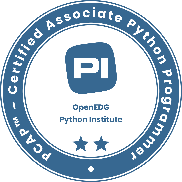 PCAP™ – Certified Associate Python Programmer
PI
OpenEDG
Python Institute